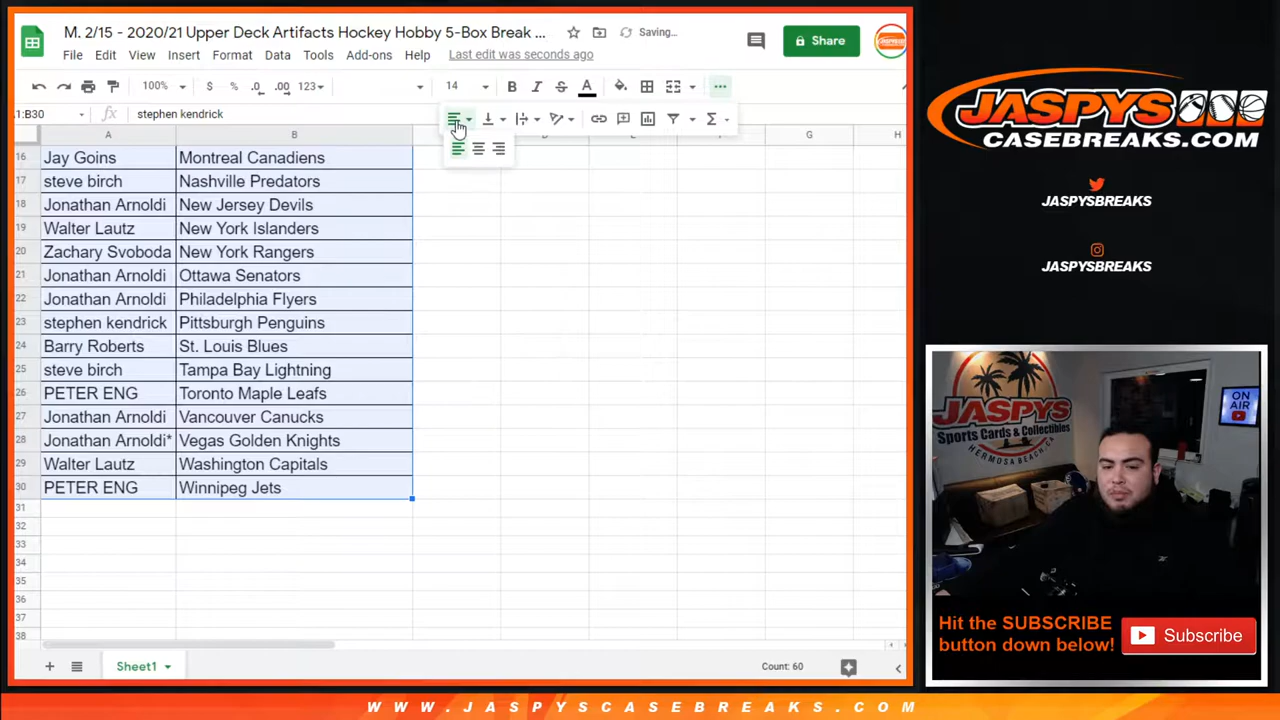 M. 2/15 - 2020/21 Upper Deck Artifacts Hockey Hobby 5-Box Break ...
Saving...
Share
File Edit View Insert Format Data Tools Add-ons Help Last edit was seconds ago
100% $ % .0 .00 123 14 B I S A
1:B30 fx stephen kendrick
A B G H
16 Jay Goins Montreal Canadiens
17 steve birch Nashville Predators
18 Jonathan Arnoldi New Jersey Devils
19 Walter Lautz New York Islanders
20 Zachary Svoboda New York Rangers
21 Jonathan Arnoldi Ottawa Senators
22 Jonathan Arnoldi Philadelphia Flyers
23 stephen kendrick Pittsburgh Penguins
24 Barry Roberts St. Louis Blues
25 steve birch Tampa Bay Lightning
26 PETER ENG Toronto Maple Leafs
27 Jonathan Arnoldi Vancouver Canucks
28 Jonathan Arnoldi* Vegas Golden Knights
29 Walter Lautz Washington Capitals
30 PETER ENG Winnipeg Jets
31
32
33
34
35
36
37
38
Sheet1
Count: 60
JASPYS
CASEBREAKS.COM
JASPYSBREAKS
JASPYSBREAKS
JASPYS
Sports Cards & Collectibles
HERMOSA BEACH, CA
ON AIR
Hit the SUBSCRIBE
button down below!
Subscribe
WWW.JASPYSCASEBREAKS.COM